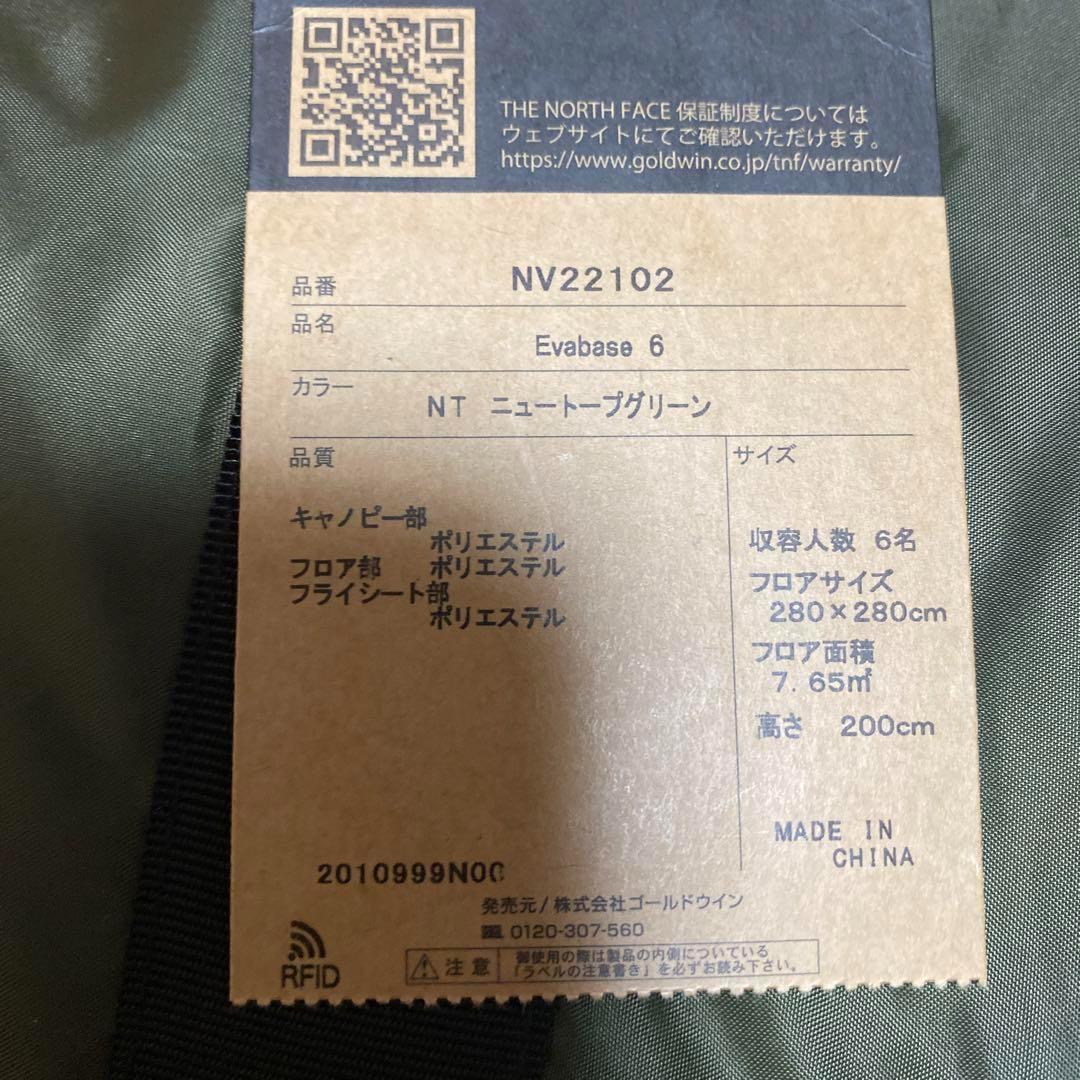 THE NORTH FACE 保証制度については
ウェブサイトにてご確認いただけます。
https://www.goldwin.co.jp/tnf/warranty/
品番 NV22102
品名 Evabase 6
カラー NT ニュートープグリーン
品質
キャノピー部
ポリエステル
フロア部 ポリエステル
フライシート部
ポリエステル
サイズ
収容人数 6名
フロアサイズ
280×280cm
フロア面積
7.65㎡
高さ 200cm
MADE IN
CHINA
2010999N00
発売元/株式会社ゴールドウイン
0120-307-560
RFID
注意
御使用の際は製品の内側についている
「ラベルの注意書き」を必ずお読み下さい。